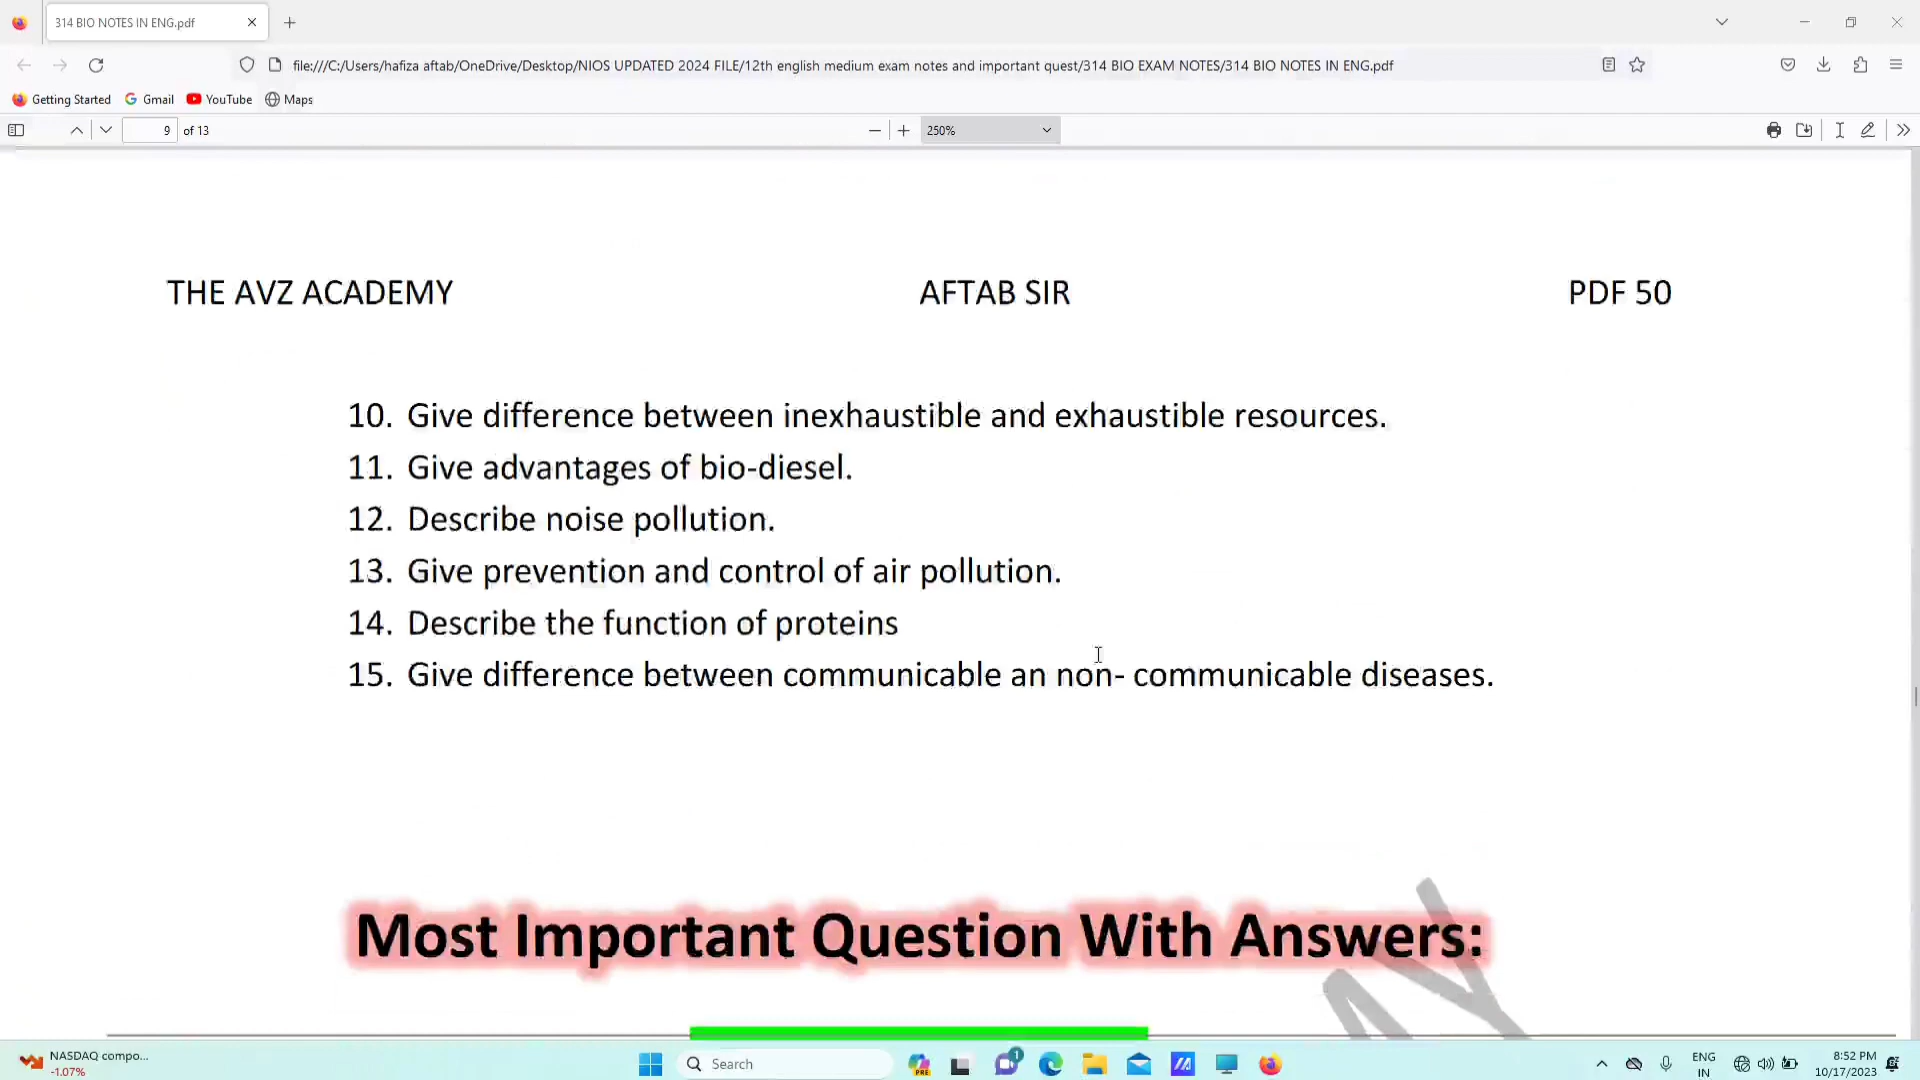 314 BIO NOTES IN ENG.pdf
file:///C:/Users/hafiza aftab/OneDrive/Desktop/NIOS UPDATED 2024 FILE/12th english medium exam notes and important quest/314 BIO EXAM NOTES/314 BIO NOTES IN ENG.pdf
Getting Started Gmail YouTube Maps
9 of 13 250%
THE AVZ ACADEMY AFTAB SIR PDF 50
10. Give difference between inexhaustible and exhaustible resources.
11. Give advantages of bio-diesel.
12. Describe noise pollution.
13. Give prevention and control of air pollution.
14. Describe the function of proteins
15. Give difference between communicable an non- communicable diseases.
Most Important Question With Answers:
NASDAQ compo... ENG 8:52 PM
-1.07% Search PRE 1 IN 10/17/2023